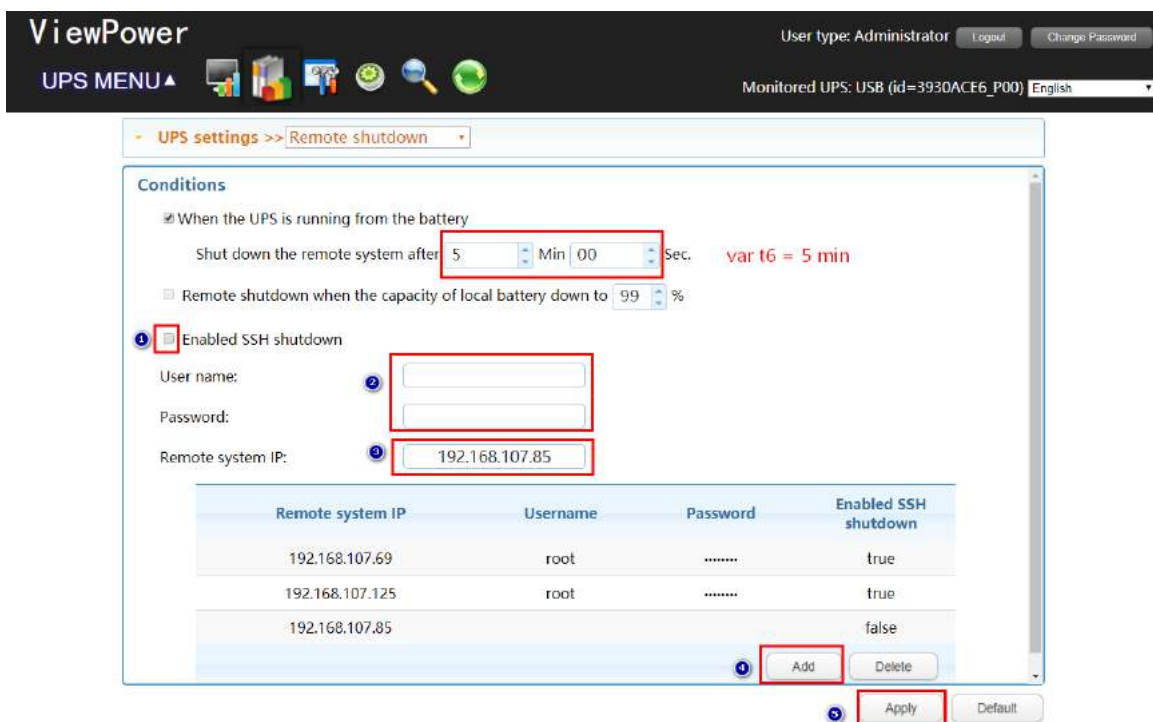 ViewPower
User type: Administrator Logout Change Password
UPS MENU▲
Monitored UPS: USB (id=3930ACE6_P00) English
- UPS settings >> Remote shutdown
Conditions
When the UPS is running from the battery
Shut down the remote system after 5 Min 00 Sec. var t6 = 5 min
Remote shutdown when the capacity of local battery down to 99 %
1 Enabled SSH shutdown
User name: 2
Password:
Remote system IP: 3 192.168.107.85
Remote system IP Username Password Enabled SSH shutdown
192.168.107.69 root •••••••• true
192.168.107.125 root •••••••• true
192.168.107.85 false
4 Add Delete
5 Apply Default